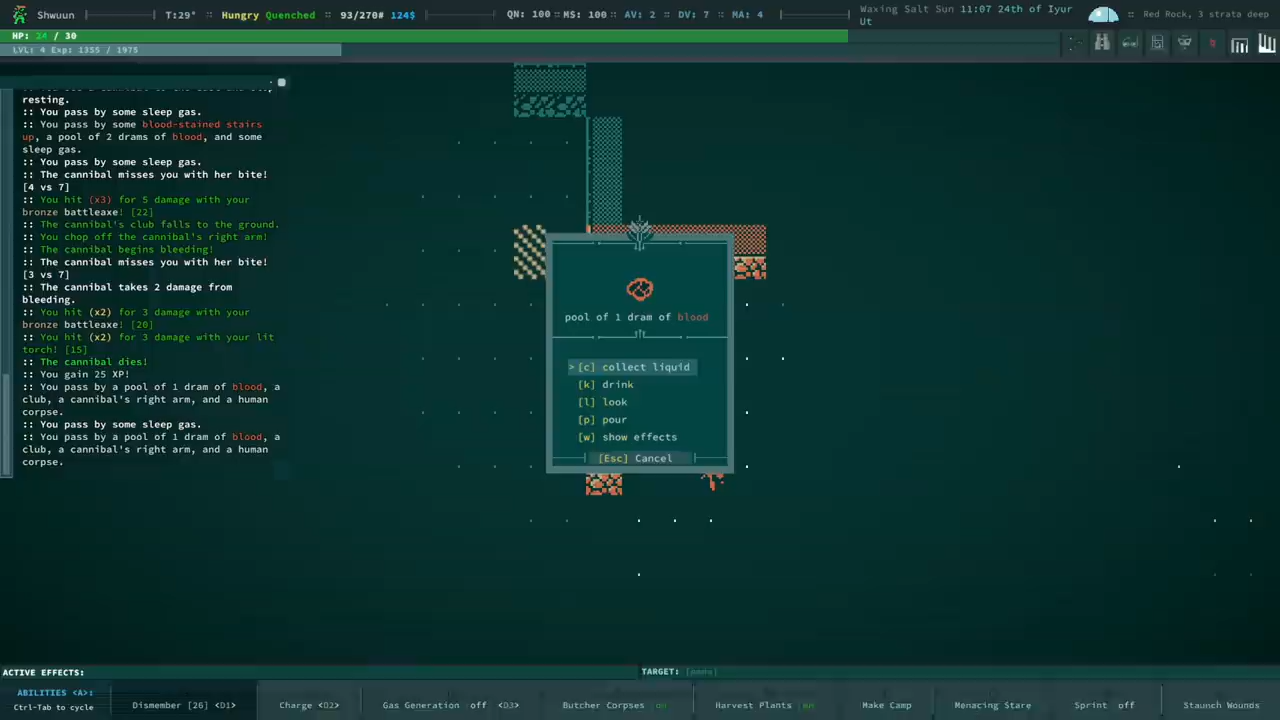 Shwuun T:29° :: Hungry Quenched :: 93/270# 124$ QN: 100 :: MS: 100 :: AV: 2 :: DV: 7 :: MA: 4 Waxing Salt Sun 11:07 24th of Iyur Ut :: Red Rock, 3 strata deep
HP: 24 / 30
LVL: 4 Exp: 1355 / 1975
resting.
:: You pass by some sleep gas.
:: You pass by some blood-stained stairs
up, a pool of 2 drams of blood, and some
sleep gas.
:: You pass by some sleep gas.
:: The cannibal misses you with her bite!
[4 vs 7]
:: You hit (x3) for 5 damage with your
bronze battleaxe! [22]
:: The cannibal's club falls to the ground.
:: You chop off the cannibal's right arm!
:: The cannibal begins bleeding!
:: The cannibal misses you with her bite!
[3 vs 7]
:: The cannibal takes 2 damage from
bleeding.
:: You hit (x2) for 3 damage with your
bronze battleaxe! [20]
:: You hit (x2) for 3 damage with your lit
torch! [15]
:: The cannibal dies!
:: You gain 25 XP!
:: You pass by a pool of 1 dram of blood, a
club, a cannibal's right arm, and a human
corpse.
:: You pass by some sleep gas.
:: You pass by a pool of 1 dram of blood, a
club, a cannibal's right arm, and a human
corpse.
pool of 1 dram of blood
> [c] collect liquid
[k] drink
[l] look
[p] pour
[w] show effects
[Esc] Cancel
ACTIVE EFFECTS: TARGET: [none]
ABILITIES <A>:
Ctrl-Tab to cycle
Dismember [26] <D1> Charge <D2> Gas Generation off <D3> Butcher Corpses on Harvest Plants on Make Camp Menacing Stare Sprint off Staunch Wounds